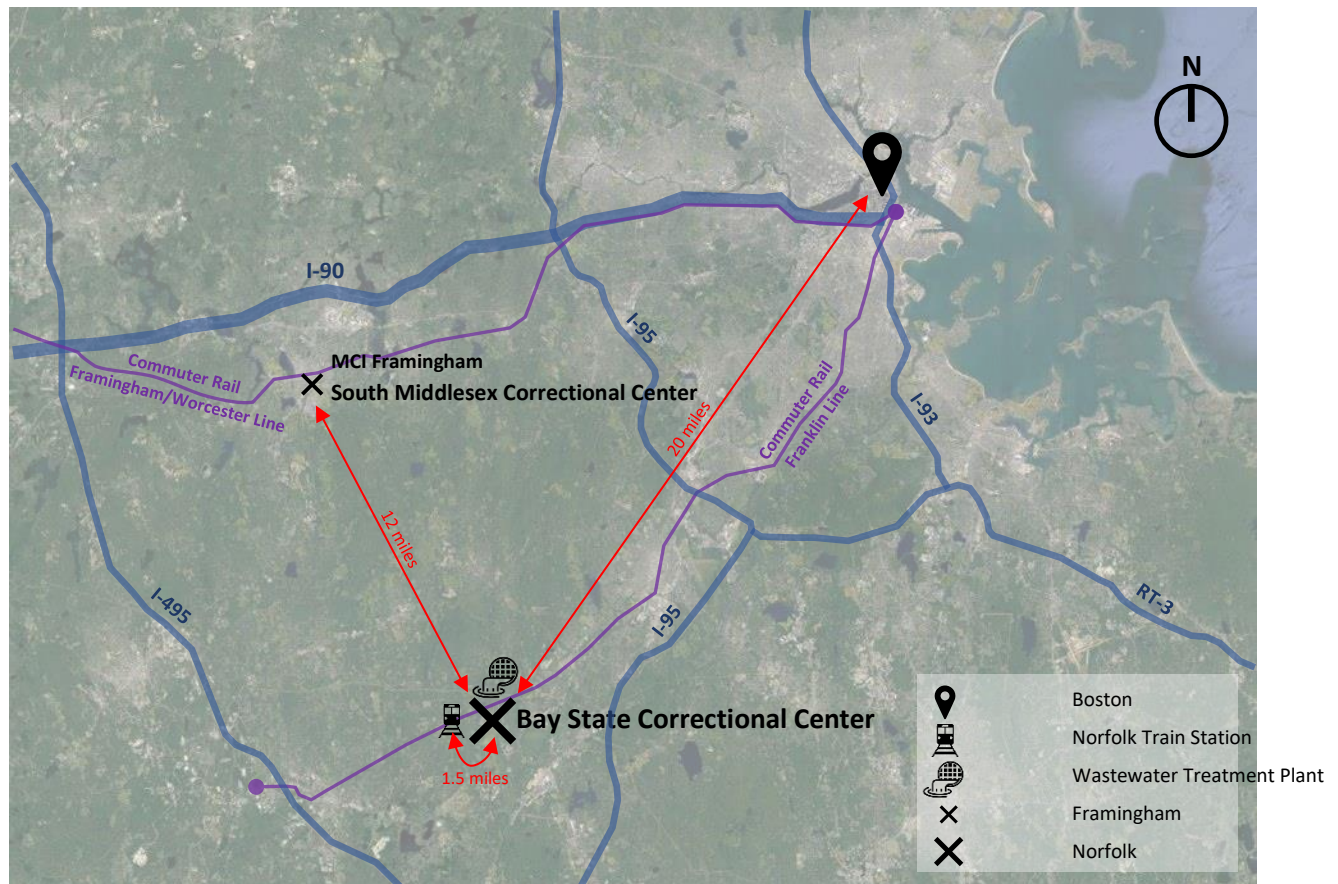 N
I-90
I-95
MCI Framingham
South Middlesex Correctional Center
Commuter Rail
Framingham/Worcester Line
20 miles
Commuter Rail
Franklin Line
I-93
12 miles
I-495
I-95
RT-3
Bay State Correctional Center
1.5 miles
Boston
Norfolk Train Station
Wastewater Treatment Plant
Framingham
Norfolk